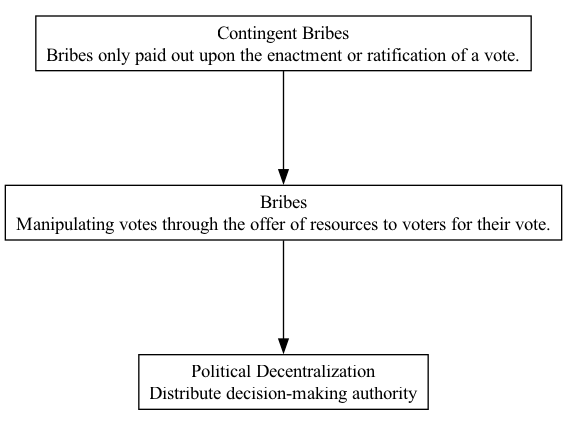 Contingent Bribes
Bribes only paid out upon the enactment or ratification of a vote.
Bribes
Manipulating votes through the offer of resources to voters for their vote.
Political Decentralization
Distribute decision-making authority